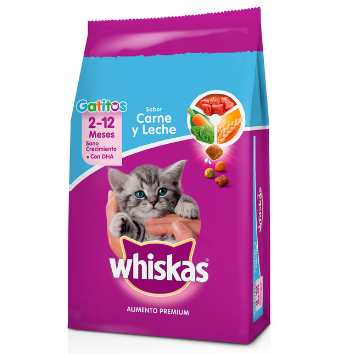 Gatitos
2-12
Meses
Sano
Crecimiento
+ Con DHA
Sabor
Carne
y Leche
whiskas
ALIMENTO PREMIUM